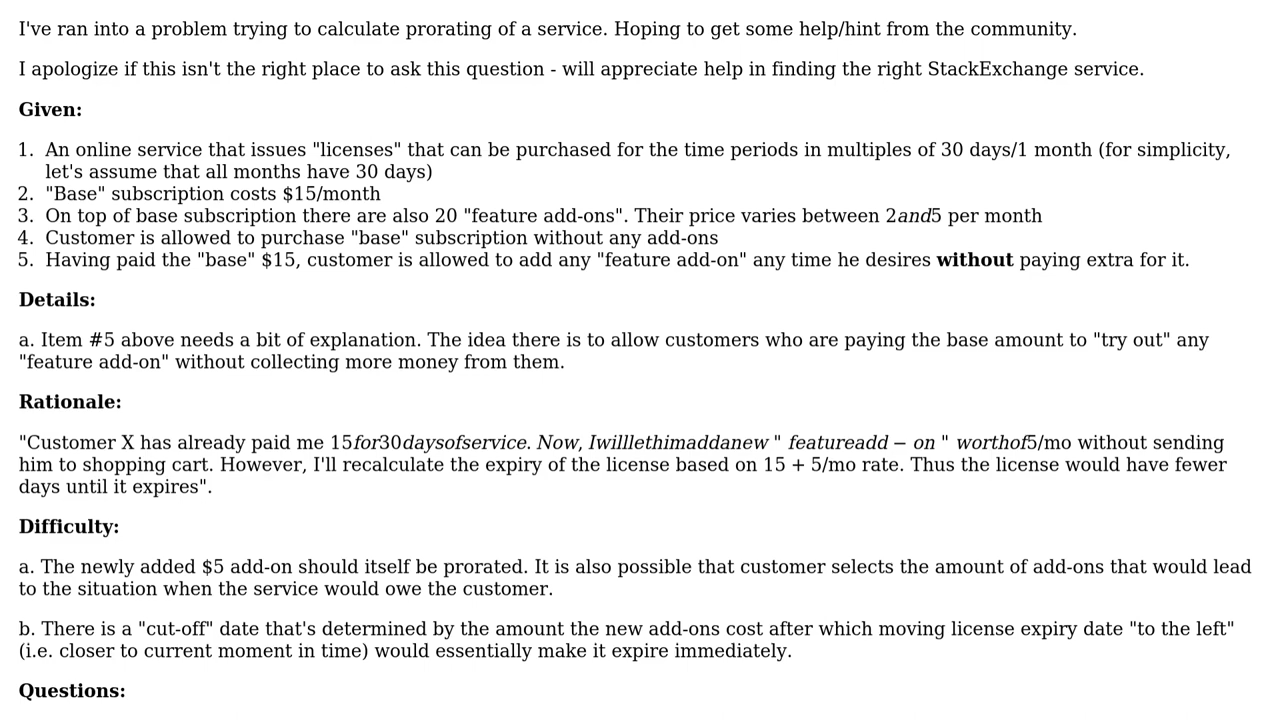 I've ran into a problem trying to calculate prorating of a service. Hoping to get some help/hint from the community.
I apologize if this isn't the right place to ask this question - will appreciate help in finding the right StackExchange service.
Given:
1. An online service that issues "licenses" that can be purchased for the time periods in multiples of 30 days/1 month (for simplicity,
let's assume that all months have 30 days)
2. "Base" subscription costs $15/month
3. On top of base subscription there are also 20 "feature add-ons". Their price varies between 2and5 per month
4. Customer is allowed to purchase "base" subscription without any add-ons
5. Having paid the "base" $15, customer is allowed to add any "feature add-on" any time he desires without paying extra for it.
Details:
a. Item #5 above needs a bit of explanation. The idea there is to allow customers who are paying the base amount to "try out" any
"feature add-on" without collecting more money from them.
Rationale:
"Customer X has already paid me 15for30daysofservice. Now, Iwillllethimaddanew " featureadd − on " worthof5/mo without sending
him to shopping cart. However, I'll recalculate the expiry of the license based on 15 + 5/mo rate. Thus the license would have fewer
days until it expires".
Difficulty:
a. The newly added $5 add-on should itself be prorated. It is also possible that customer selects the amount of add-ons that would lead
to the situation when the service would owe the customer.
b. There is a "cut-off" date that's determined by the amount the new add-ons cost after which moving license expiry date "to the left"
(i.e. closer to current moment in time) would essentially make it expire immediately.
Questions: